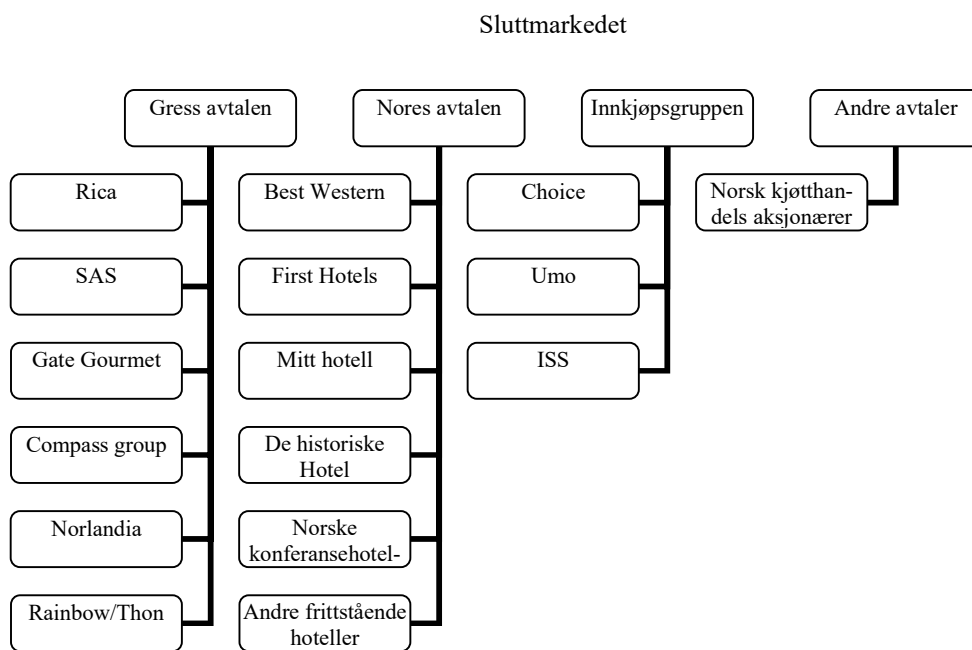 Sluttmarkedet
Gress avtalen
Nores avtalen
Innkjøpsgruppen
Andre avtaler
Rica
Best Western
Choice
Norsk kjøtthan-
dels aksjonærer
SAS
First Hotels
Umo
Gate Gourmet
Mitt hotell
ISS
Compass group
De historiske
Hotel
Norlandia
Norske
konferansehotel-
Rainbow/Thon
Andre frittstående
hoteller